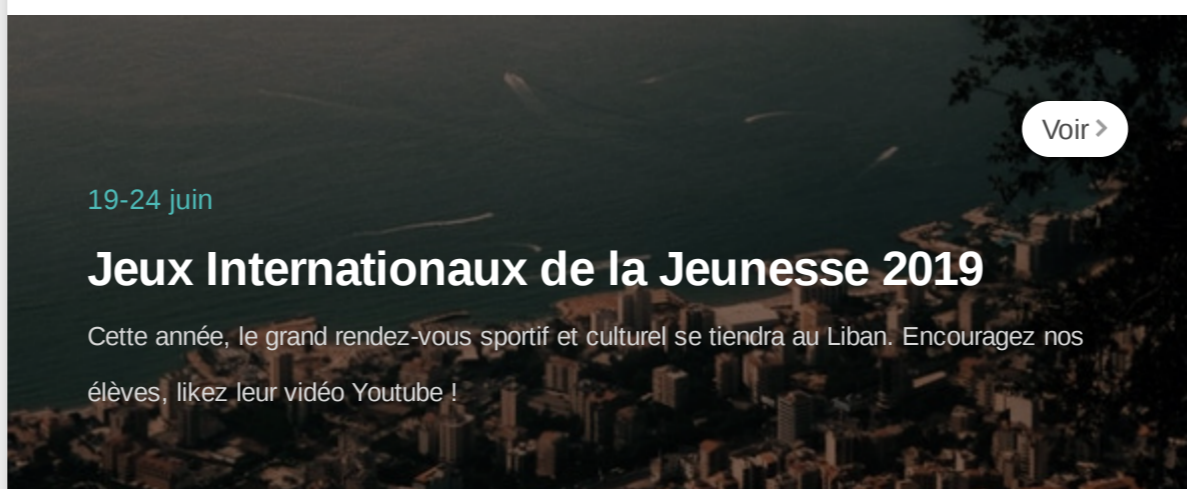 Voir
19-24 juin
Jeux Internationaux de la Jeunesse 2019
Cette année, le grand rendez-vous sportif et culturel se tiendra au Liban. Encouragez nos
élèves, likez leur vidéo Youtube !